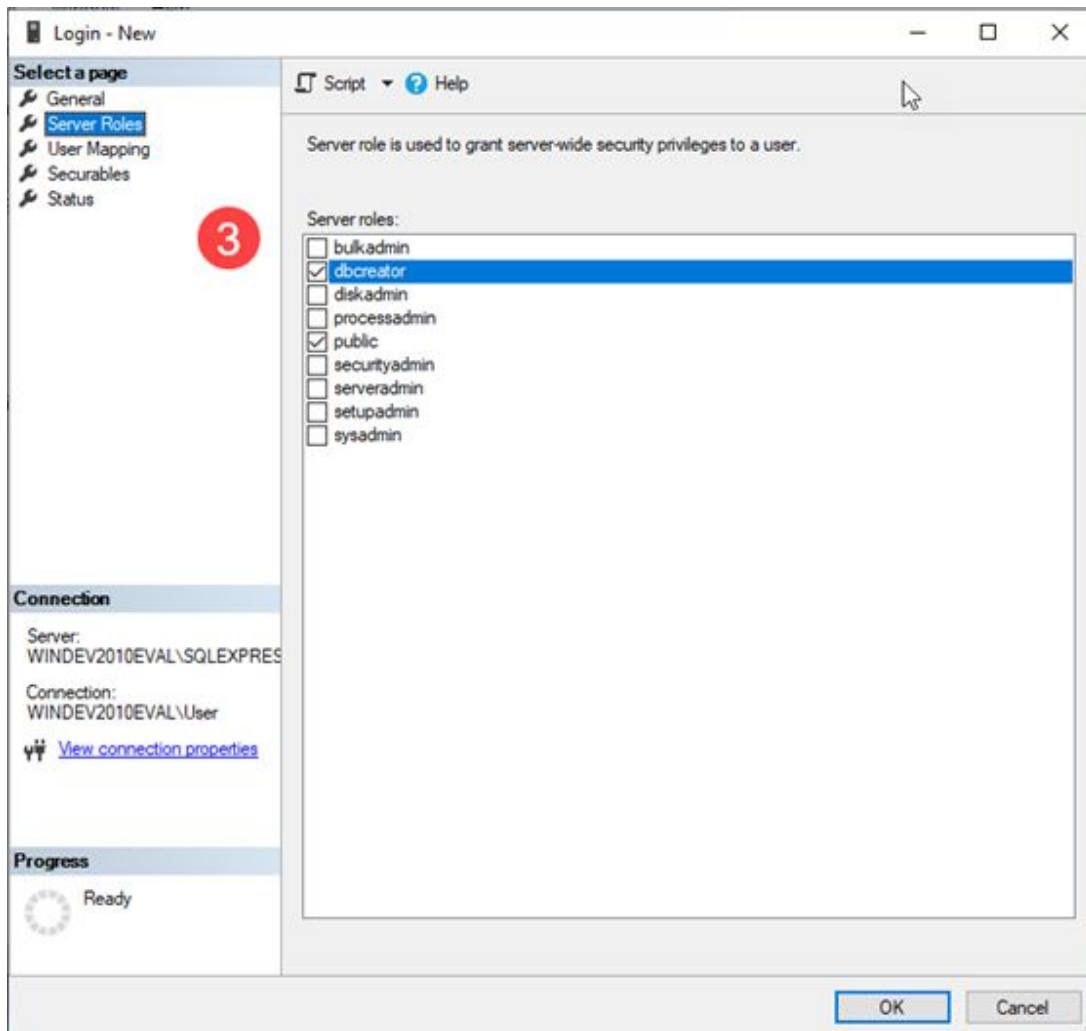 Login - New
Select a page
General
Server Roles
User Mapping
Securables
Status
Script
Help
Server role is used to grant server-wide security privileges to a user.
3
Server roles:
bulkadmin
dbcreator
diskadmin
processadmin
public
securityadmin
serveradmin
setupadmin
sysadmin
Connection
Server:
WINDEV2010EVAL\SQLEXPRES
Connection:
WINDEV2010EVAL\User
View connection properties
Progress
Ready
OK
Cancel